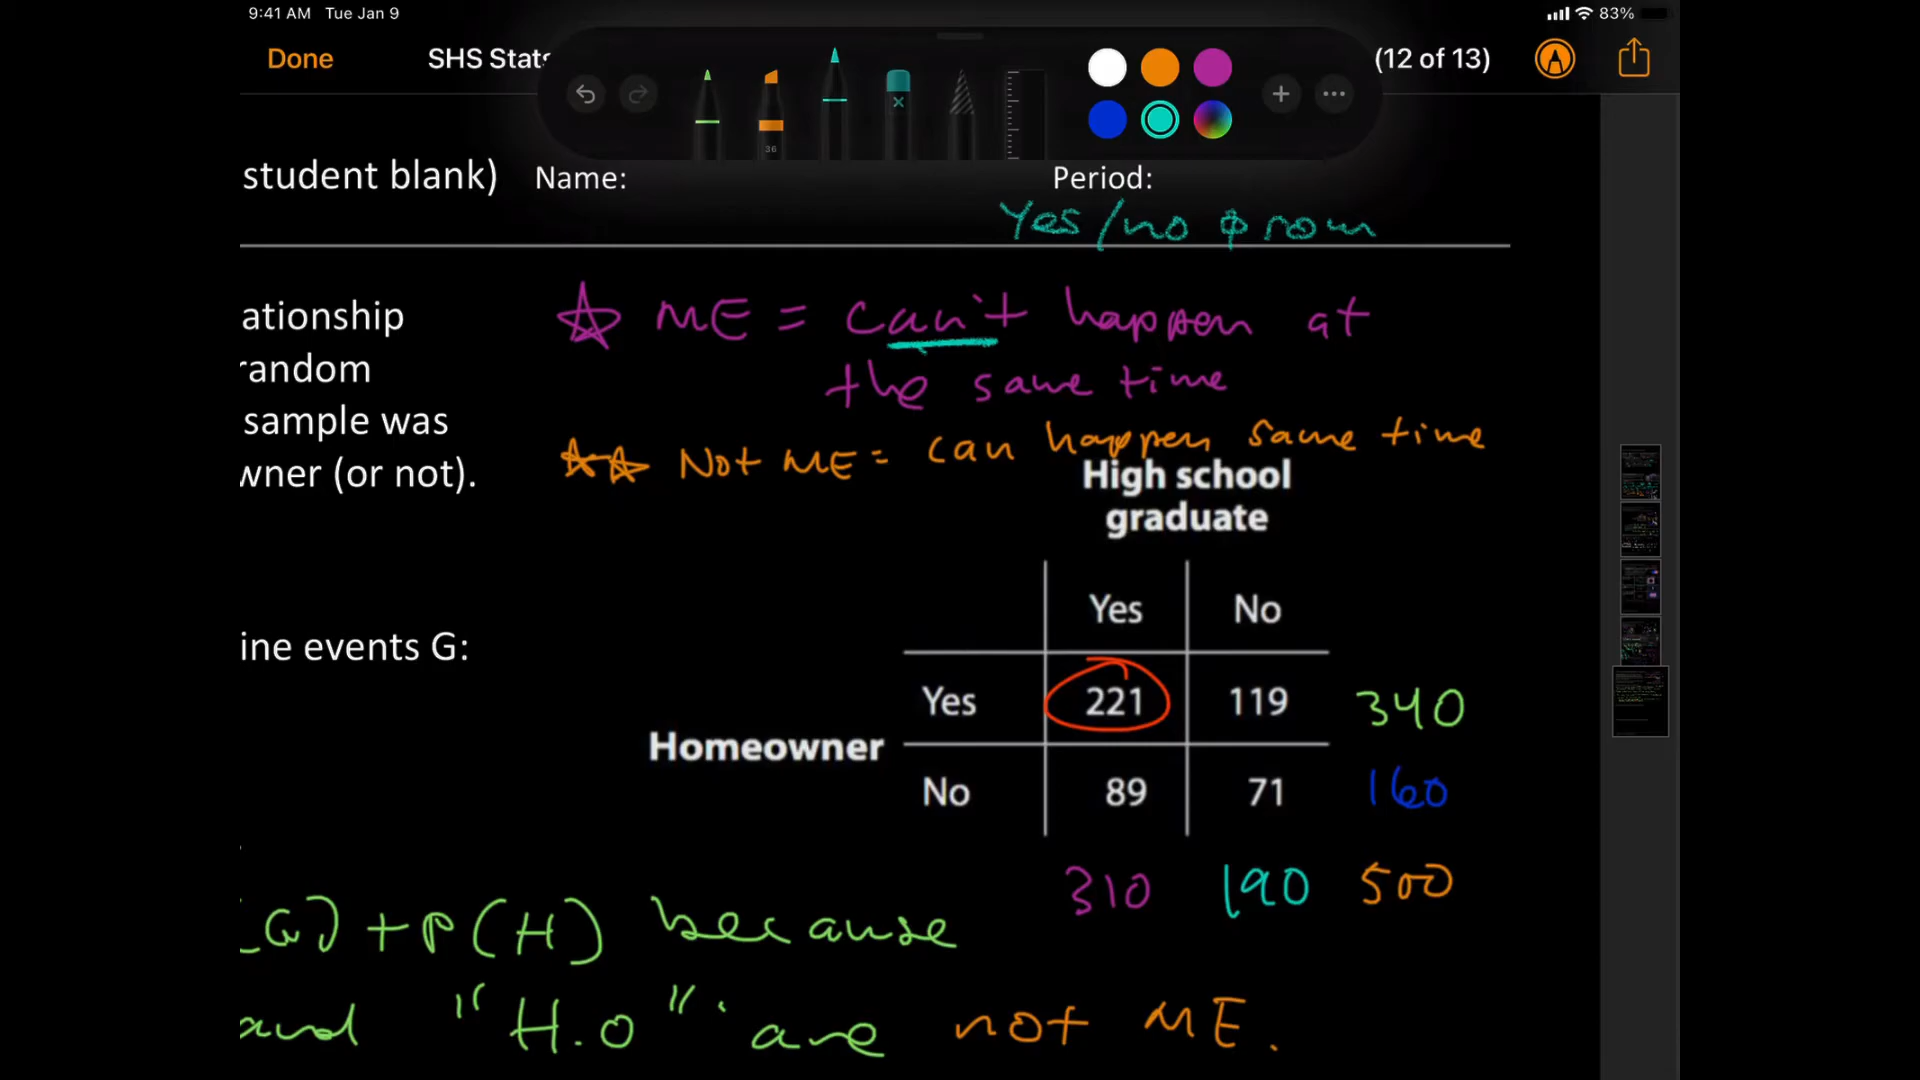 9:41 AM Tue Jan 9 83%
Done SHS Stats (12 of 13)
36
student blank) Name: Period:
Yes/no & room
ationship ME = can't happen at
random the same time
sample was Not ME = can happen same time
wner (or not). High school
graduate
Yes No
ine events G:
Yes 221 119 340
Homeowner
No 89 71 160
310 190 500
(G) + P(H) because
and "H.O" are not ME.